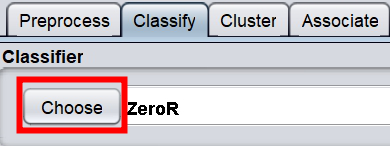 Preprocess Classify Cluster Associate
Classifier
Choose ZeroR